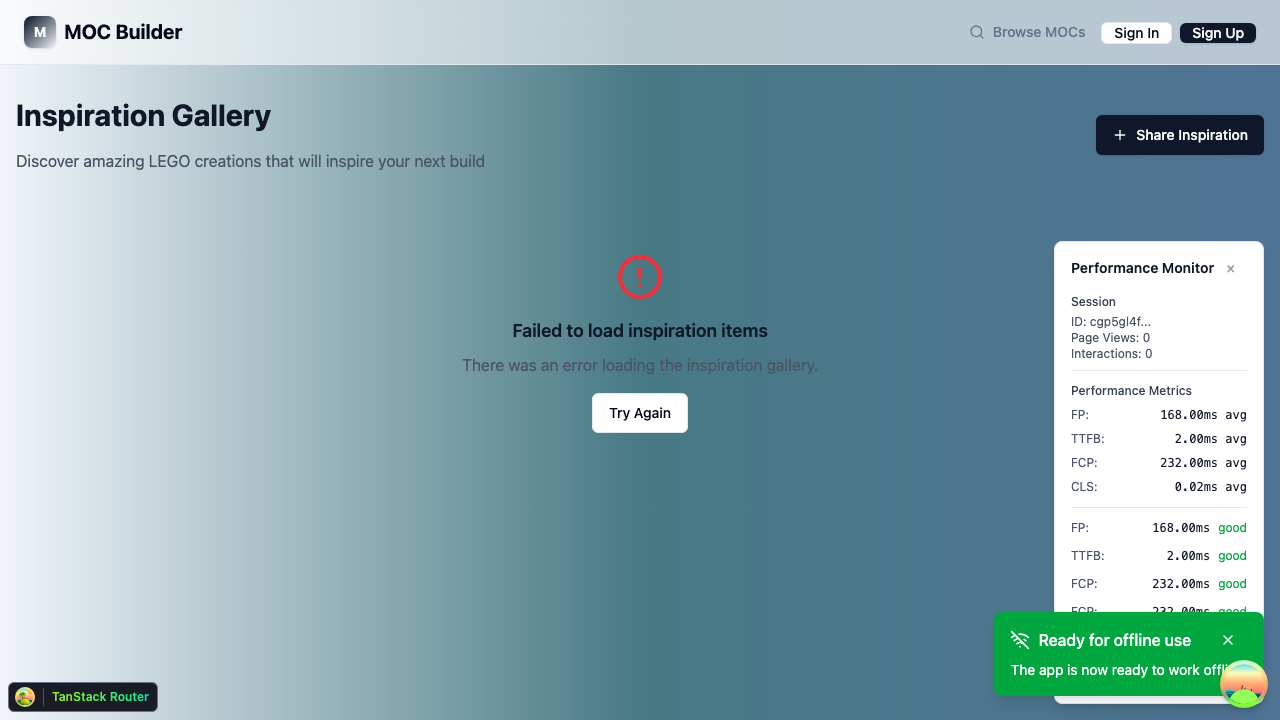 M MOC Builder
Browse MOCs
Sign In
Sign Up
Inspiration Gallery
Discover amazing LEGO creations that will inspire your next build
+ Share Inspiration
Failed to load inspiration items
There was an error loading the inspiration gallery.
Try Again
Performance Monitor ×
Session
ID: cgp5gl4f...
Page Views: 0
Interactions: 0
Performance Metrics
FP: 168.00ms avg
TTFB: 2.00ms avg
FCP: 232.00ms avg
CLS: 0.02ms avg
FP: 168.00ms good
TTFB: 2.00ms good
FCP: 232.00ms good
FCP: 232.00ms good
Ready for offline use
The app is now ready to work
TanStack Router